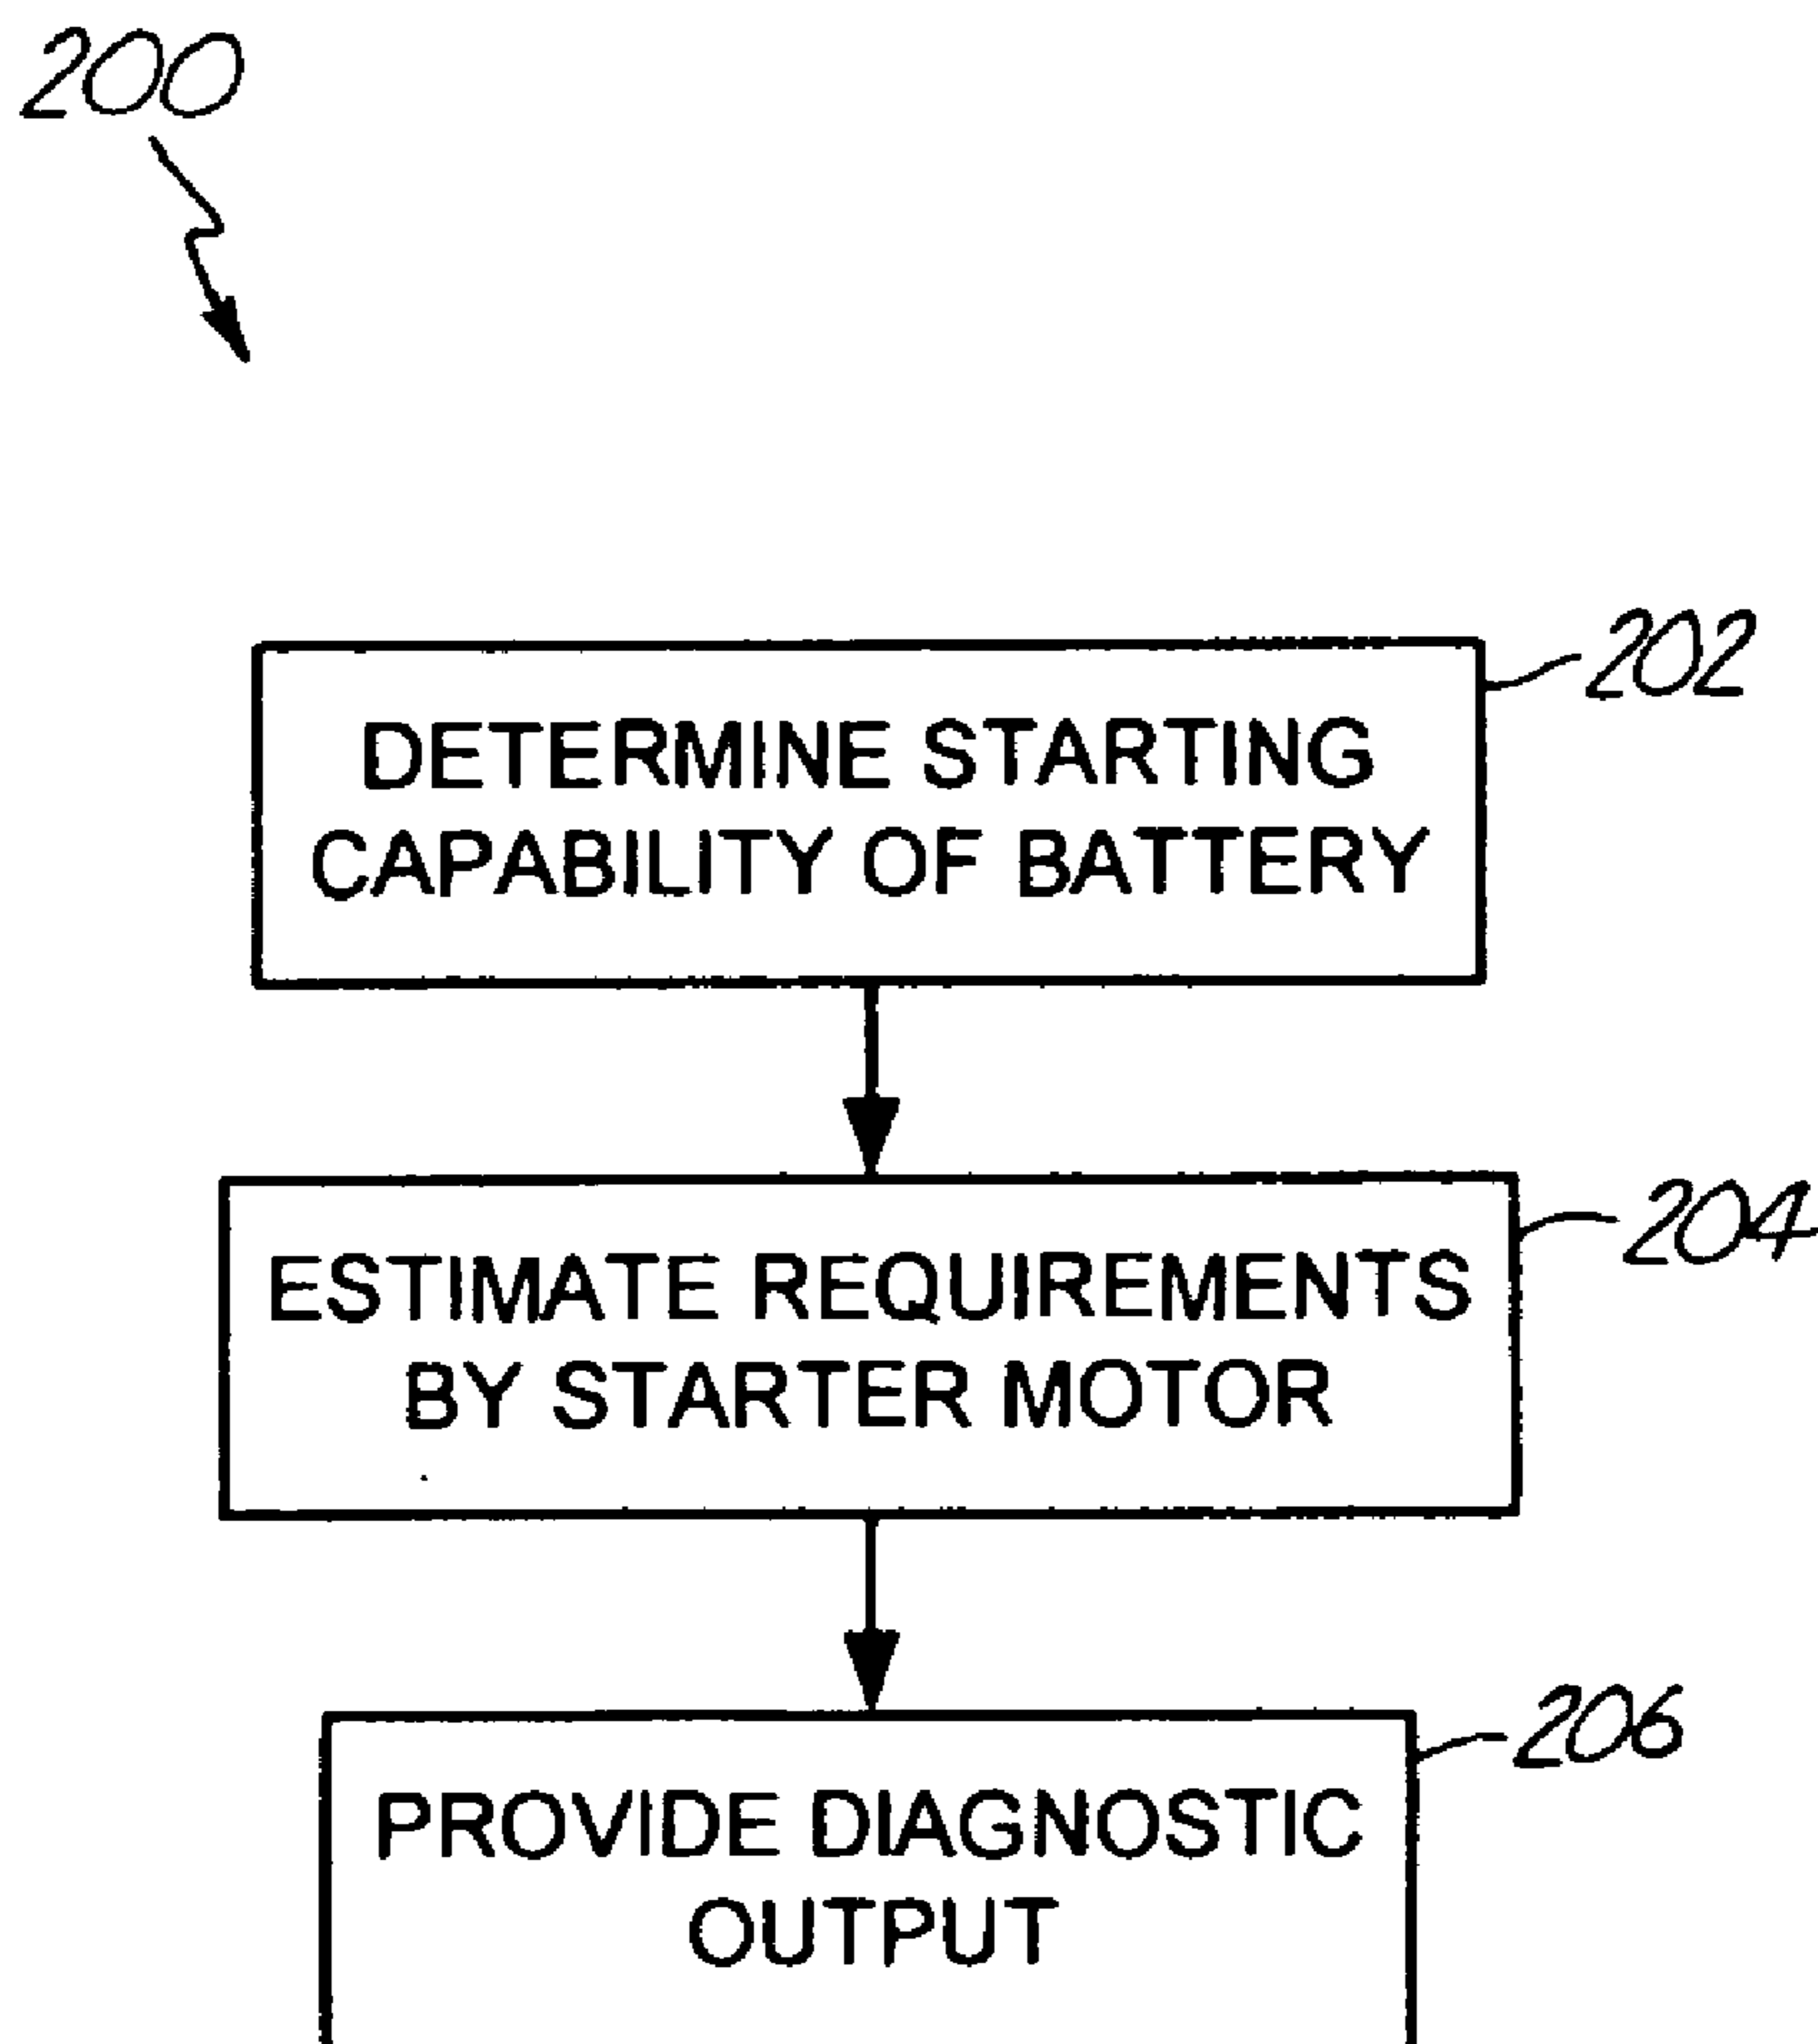 200
202
DETERMINE STARTING
CAPABILITY OF BATTERY
204
ESTIMATE REQUIREMENTS
BY STARTER MOTOR
206
PROVIDE DIAGNOSTIC
OUTPUT